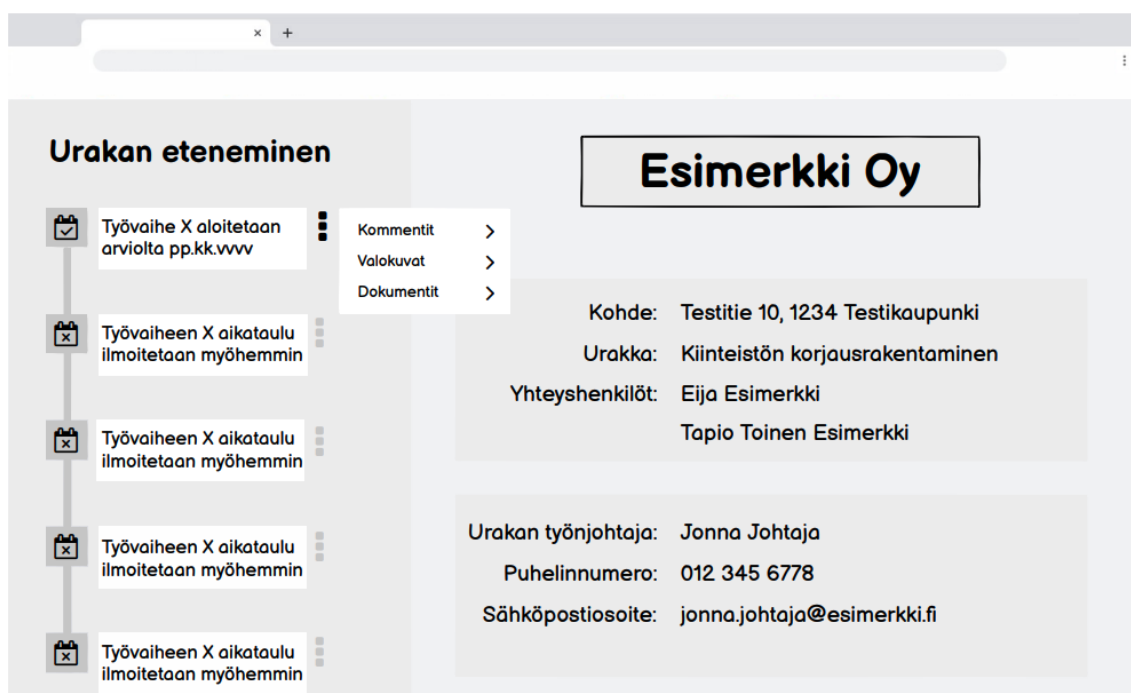 Urakan eteneminen
Työvaihe X aloitetaan
arviolta pp.kk.vvvv
Kommentit
Valokuvat
Dokumentit
Työvaiheen X aikataulu
ilmoitetaan myöhemmin
Työvaiheen X aikataulu
ilmoitetaan myöhemmin
Työvaiheen X aikataulu
ilmoitetaan myöhemmin
Työvaiheen X aikataulu
ilmoitetaan myöhemmin
Esimerkki Oy
Kohde: Testitie 10, 1234 Testikaupunki
Urakka: Kiinteistön korjausrakentaminen
Yhteyshenkilöt: Eija Esimerkki
Tapio Toinen Esimerkki
Urakan työnjohtaja: Jonna Johtaja
Puhelinnumero: 012 345 6778
Sähköpostiosoite: jonna.johtaja@esimerkki.fi